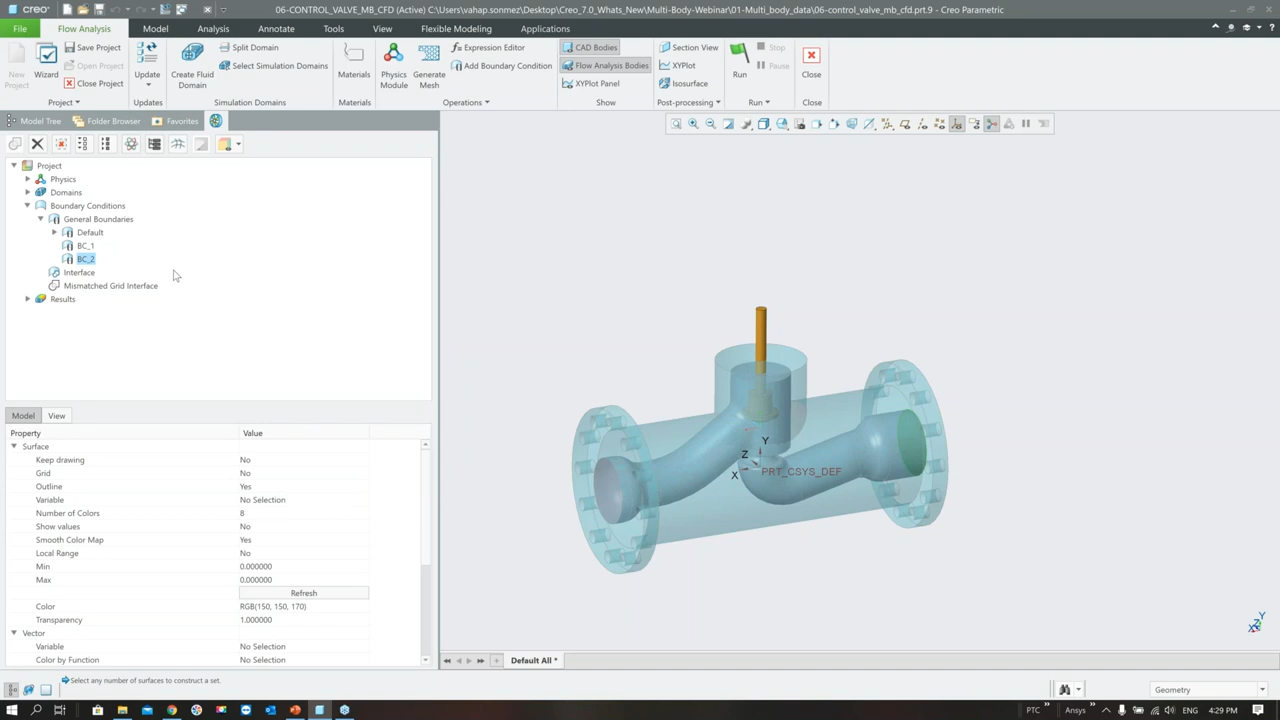 06-CONTROL_VALVE_MB_CFD (Active) C:\Users\vahap.sonmez\Desktop\Creo_7.0_Whats_New\Multi-Body-Webinar\01-Multi_body_data\06-control_valve_mb_cfd.prt.9 - Creo Parametric
File Flow Analysis Model Analysis Annotate Tools View Flexible Modeling Applications
New Project
Wizard
Save Project
Open Project
Close Project
Project
Update
Updates
Create Fluid Domain
Split Domain
Select Simulation Domains
Simulation Domains
Materials
Materials
Physics Module
Generate Mesh
Expression Editor
Add Boundary Condition
Operations
CAD Bodies
Flow Analysis Bodies
XYPlot Panel
Show
Section View
XYPlot
Isosurface
Post-processing
Run
Stop
Pause
Run
Close
Close
Model Tree Folder Browser Favorites
Project
Physics
Domains
Boundary Conditions
General Boundaries
Default
BC_1
BC_2
Interface
Mismatched Grid Interface
Results
Model View
Property Value
Surface
Keep drawing No
Grid No
Outline Yes
Variable No Selection
Number of Colors 8
Show values No
Smooth Color Map Yes
Local Range No
Min 0.000000
Max 0.000000
Refresh
Color RGB(150, 150, 170)
Transparency 1.000000
Vector
Variable No Selection
Color by Function No Selection
Y
Z
X
PRT_CSYS_DEF
Y
Z
X
Default All *
Select any number of surfaces to construct a set.
Geometry
PTC » Ansys » ENG 4:29 PM